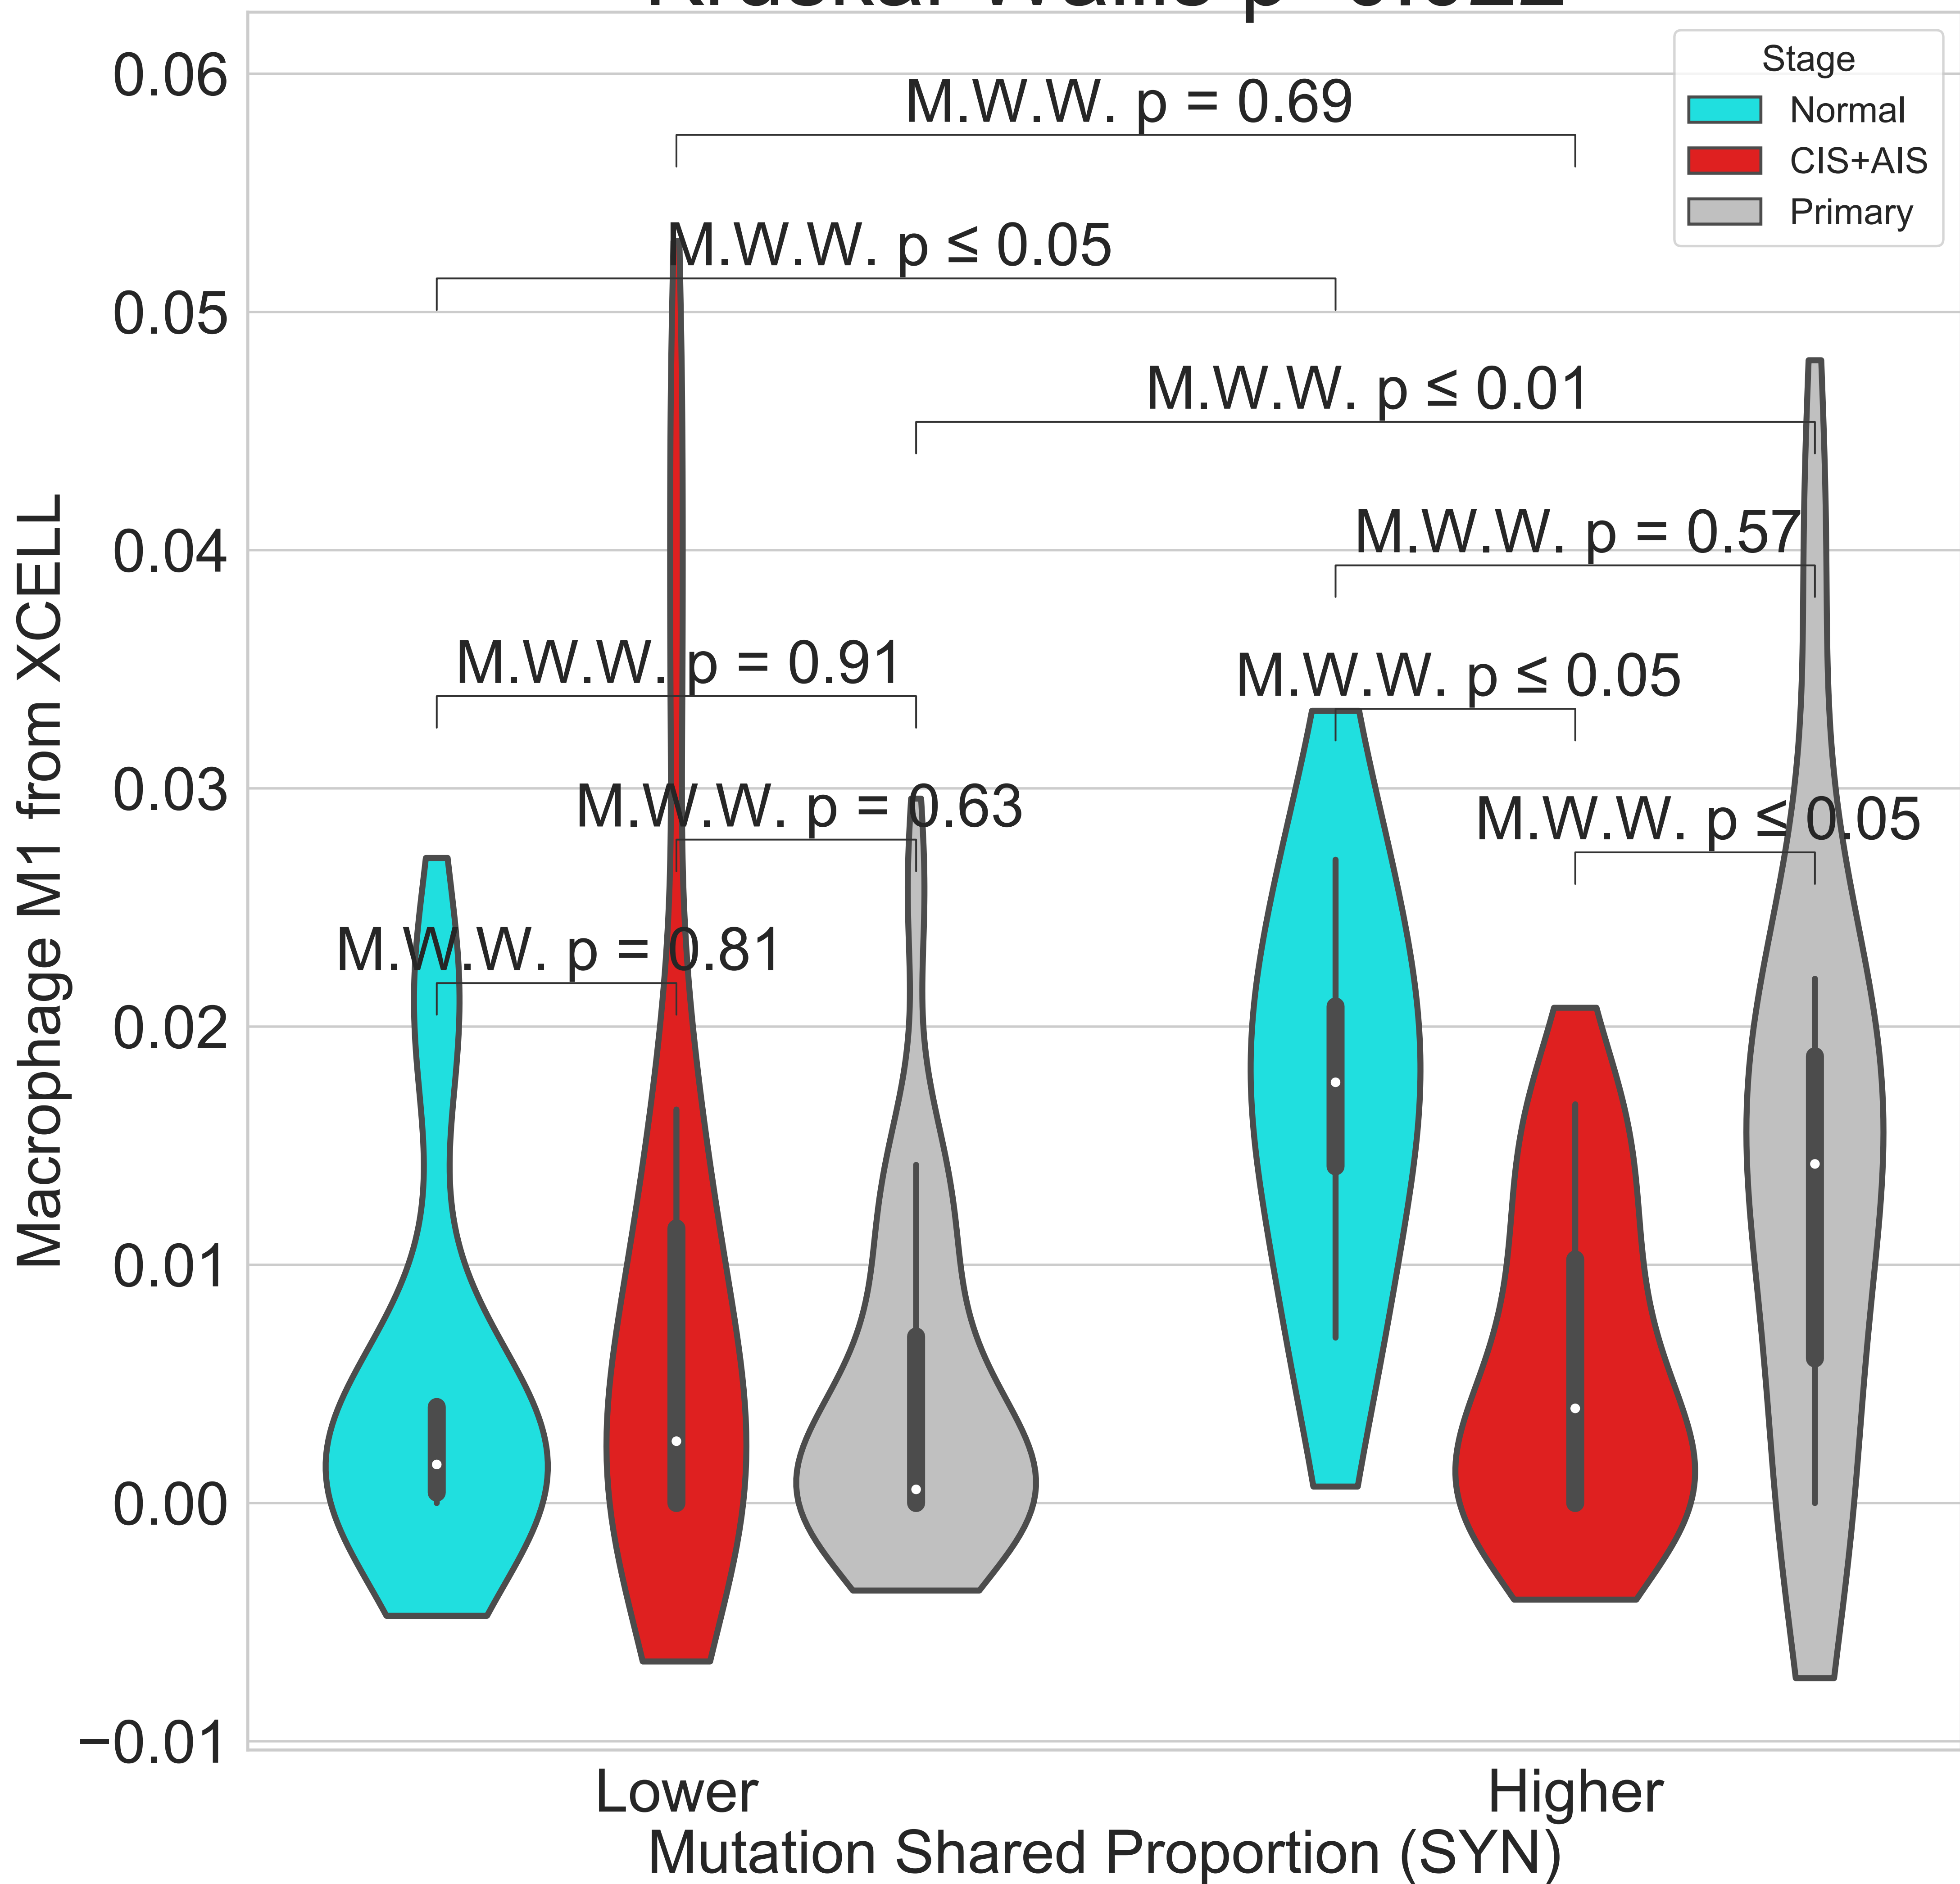 Stage
Normal
CIS+AIS
Primary
0.06
0.05
0.04
0.03
0.02
0.01
0.00
−0.01
Macrophage M1 from XCELL
M.W.W. p = 0.69
M.W.W. p ≤ 0.05
M.W.W. p ≤ 0.01
M.W.W. p = 0.57
M.W.W. p = 0.91
M.W.W. p ≤ 0.05
M.W.W. p = 0.63
M.W.W. p ≤ 0.05
M.W.W. p = 0.81
Lower
Higher
Mutation Shared Proportion (SYN)